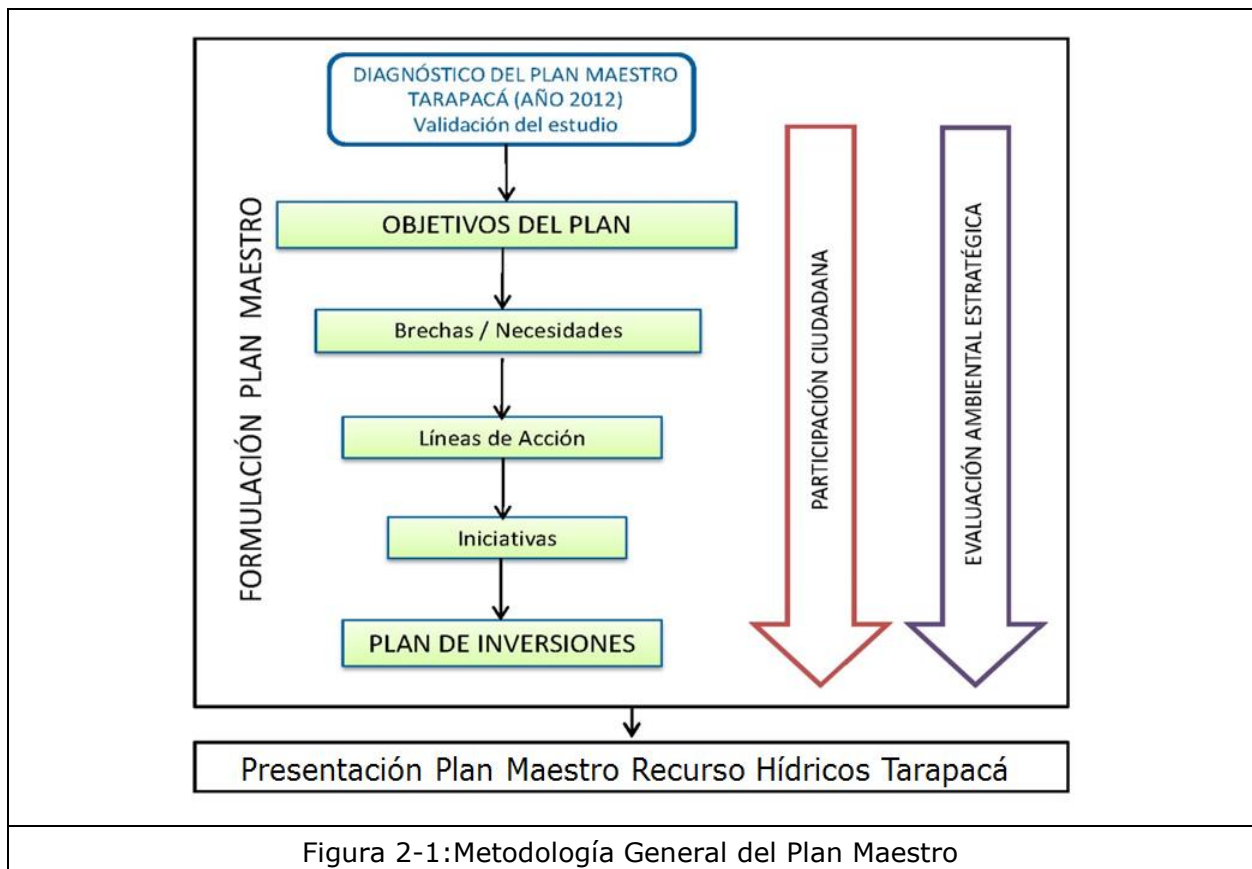 DIAGNÓSTICO DEL PLAN MAESTRO
TARAPACÁ (AÑO 2012)
Validación del estudio
OBJETIVOS DEL PLAN
Brechas / Necesidades
Líneas de Acción
Iniciativas
PLAN DE INVERSIONES
FORMULACIÓN PLAN MAESTRO
PARTICIPACIÓN CIUDADANA
EVALUACIÓN AMBIENTAL ESTRATÉGICA
Presentación Plan Maestro Recurso Hídricos Tarapacá
Figura 2-1:Metodología General del Plan Maestro